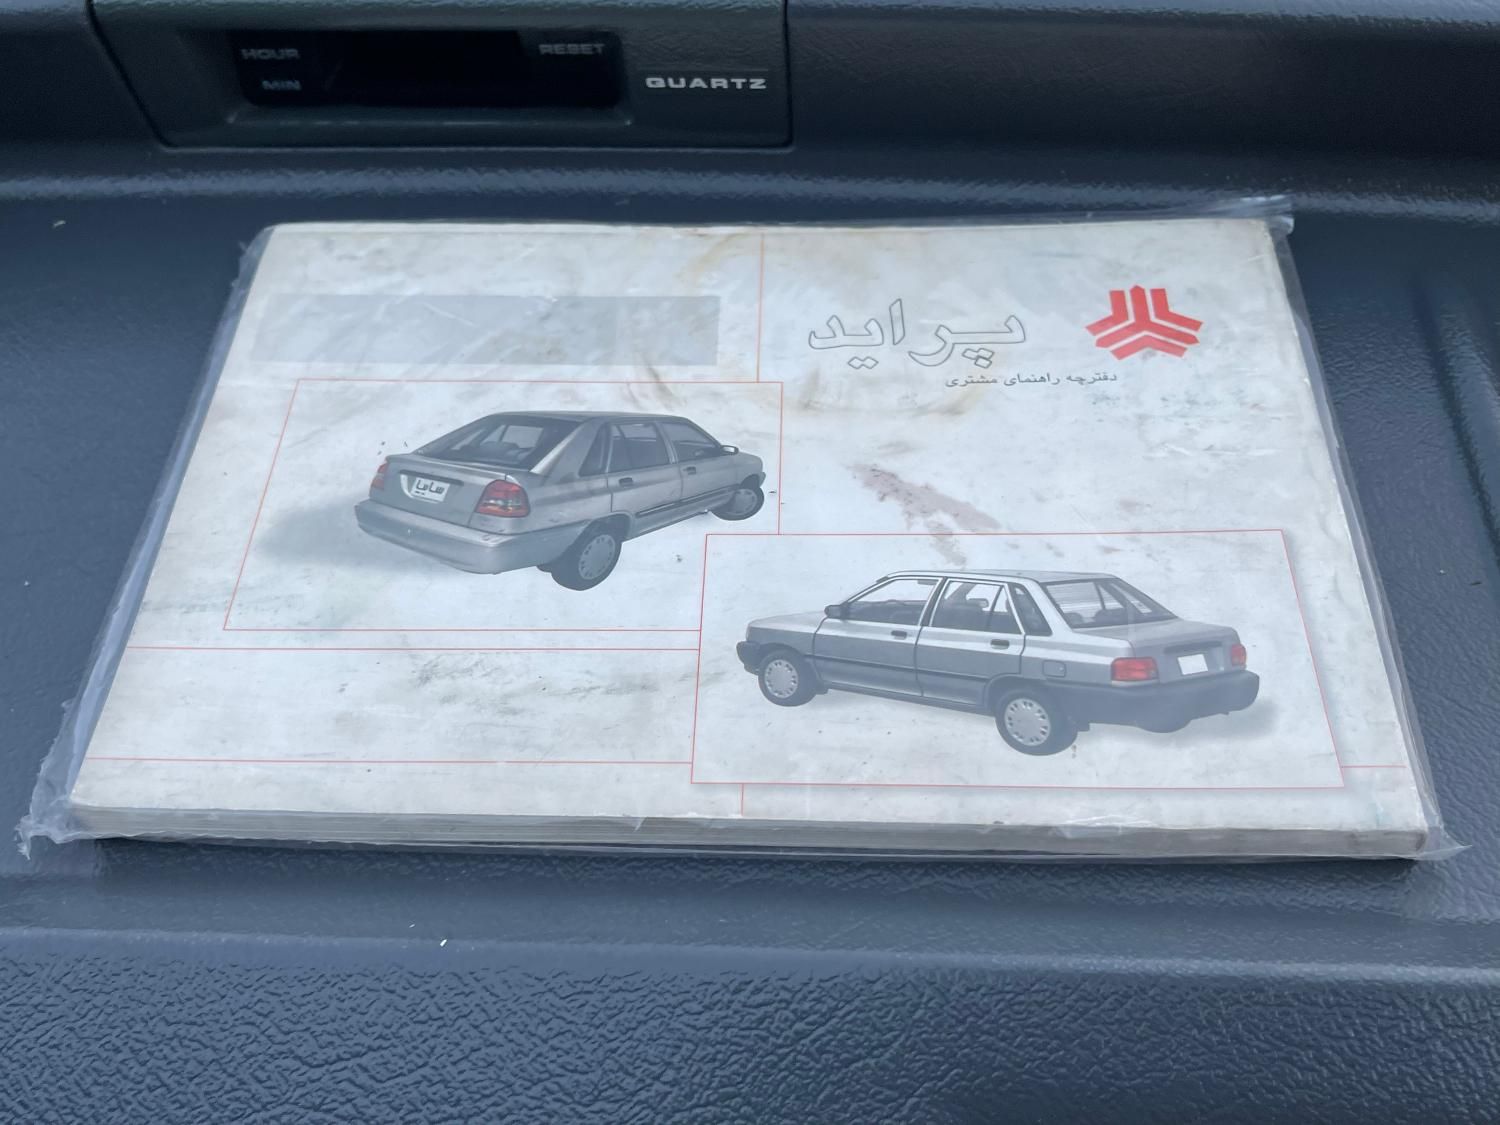 HOUR
RESET
MIN
QUARTZ
پراید
دفترچه راهنمای مشتری
سایپا